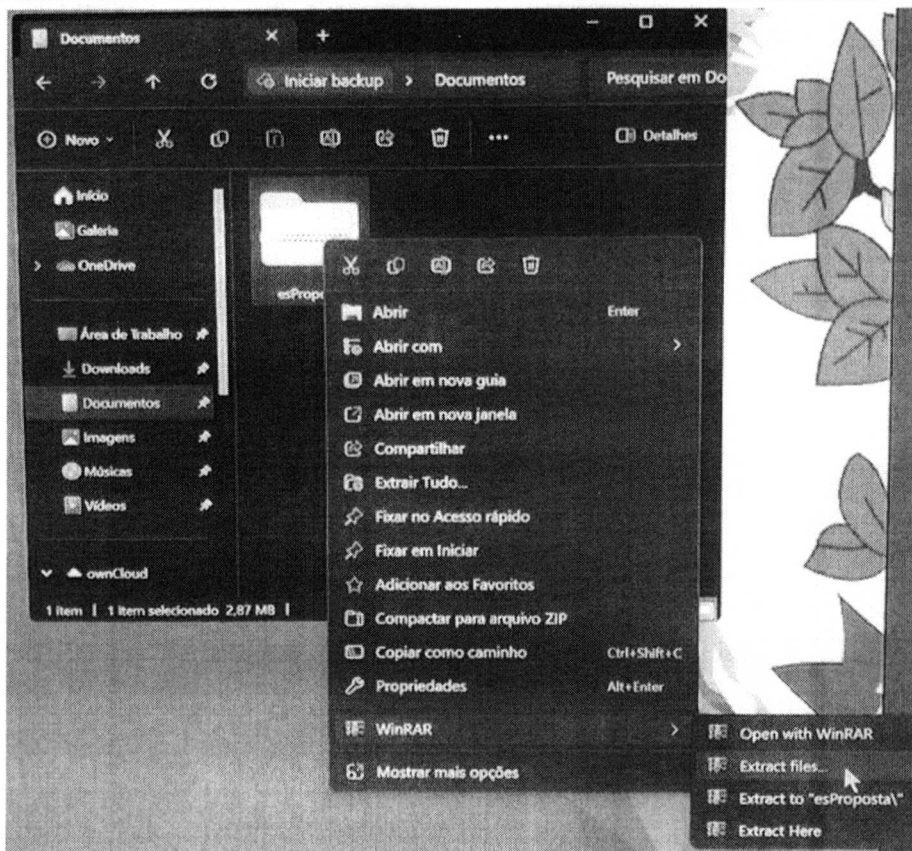 Documentos
Iniciar backup > Documentos
Pesquisar em Do
Novo
Detalhes
Início
Galeria
OneDrive
Área de Trabalho
Downloads
Documentos
Imagens
Músicas
Vídeos
ownCloud
1 item | 1 item selecionado 2,87 MB |
esPropo
Abrir Enter
Abrir com
Abrir em nova guia
Abrir em nova janela
Compartilhar
Extrair Tudo...
Fixar no Acesso rápido
Fixar em Iniciar
Adicionar aos Favoritos
Compactar para arquivo ZIP
Copiar como caminho Ctrl+Shift+C
Propriedades Alt+Enter
WinRAR
Mostrar mais opções
Open with WinRAR
Extract files...
Extract to "esProposta\"
Extract Here